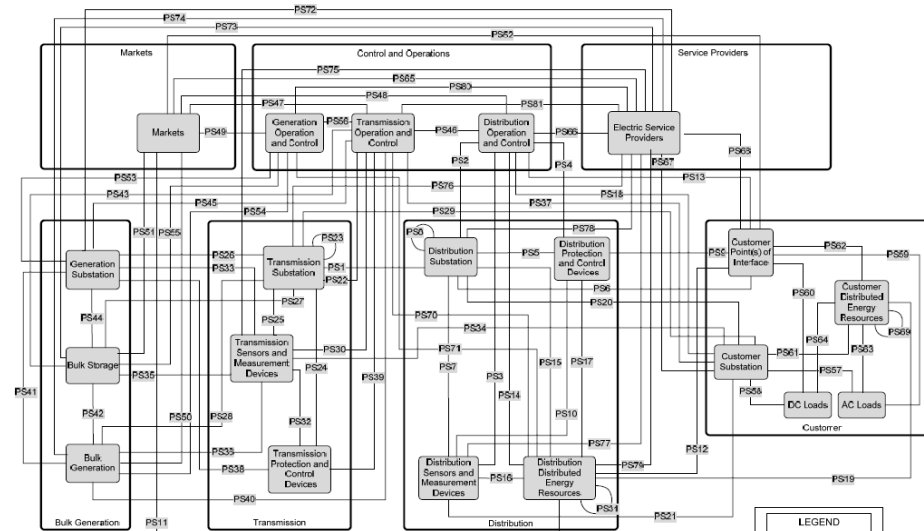 PS72
PS74
PS73
PS52
Markets
Control and Operations
Service Providers
PS75
PS65
PS80
PS47
PS48
PS81
Markets
PS49
Generation
Operation
and Control
PS56
Transmission
Operation and
Control
PS46
Distribution
Operation
and Control
PS66
Electric Service
Providers
PS2
PS4
PS67
PS63
PS53
PS43
PS45
PS54
PS76
PS18
PS13
PS37
PS29
PS78
PS51
PS55
PS26
PS33
PS23
PS1
PS22
PS5
PS9
PS6
PS62
PS59
Generation
Substation
Transmission
Substation
Distribution
Substation
Distribution
Protection
and Control
Devices
Customer
Point(s) of
Interface
Customer
Distributed
Energy
Resources
PS27
PS20
PS60
PS44
PS25
PS70
PS34
PS69
PS64
Bulk Storage
PS35
Transmission
Sensors and
Measurement
Devices
PS30
PS24
PS39
PS71
PS7
PS3
PS15
PS17
PS14
Customer
Substation
PS61
PS63
PS57
PS58
PS41
PS42
PS50
PS28
PS32
PS10
DC Loads
AC Loads
Customer
PS36
PS77
PS12
Bulk
Generation
PS38
Transmission
Protection and
Control
Devices
Distribution
Sensors and
Measurement
Devices
PS16
Distribution
Distributed
Energy
Resources
PS79
PS19
PS40
PS31
PS21
Bulk Generation
PS11
Transmission
Distribution
LEGEND